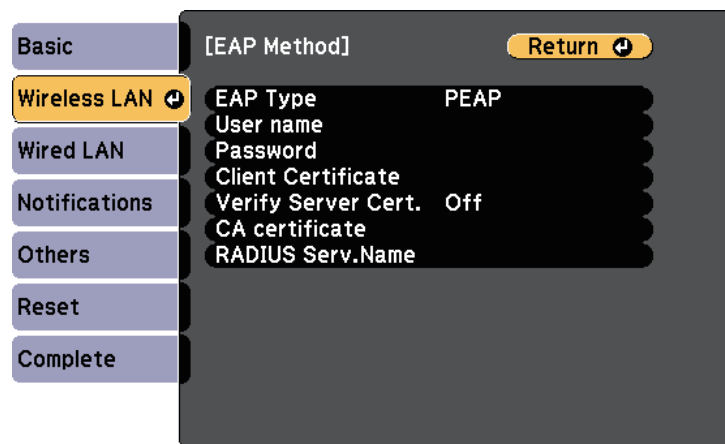 Basic
Wireless LAN
Wired LAN
Notifications
Others
Reset
Complete
[EAP Method]
Return
EAP Type PEAP
User name
Password
Client Certificate
Verify Server Cert. Off
CA certificate
RADIUS Serv.Name